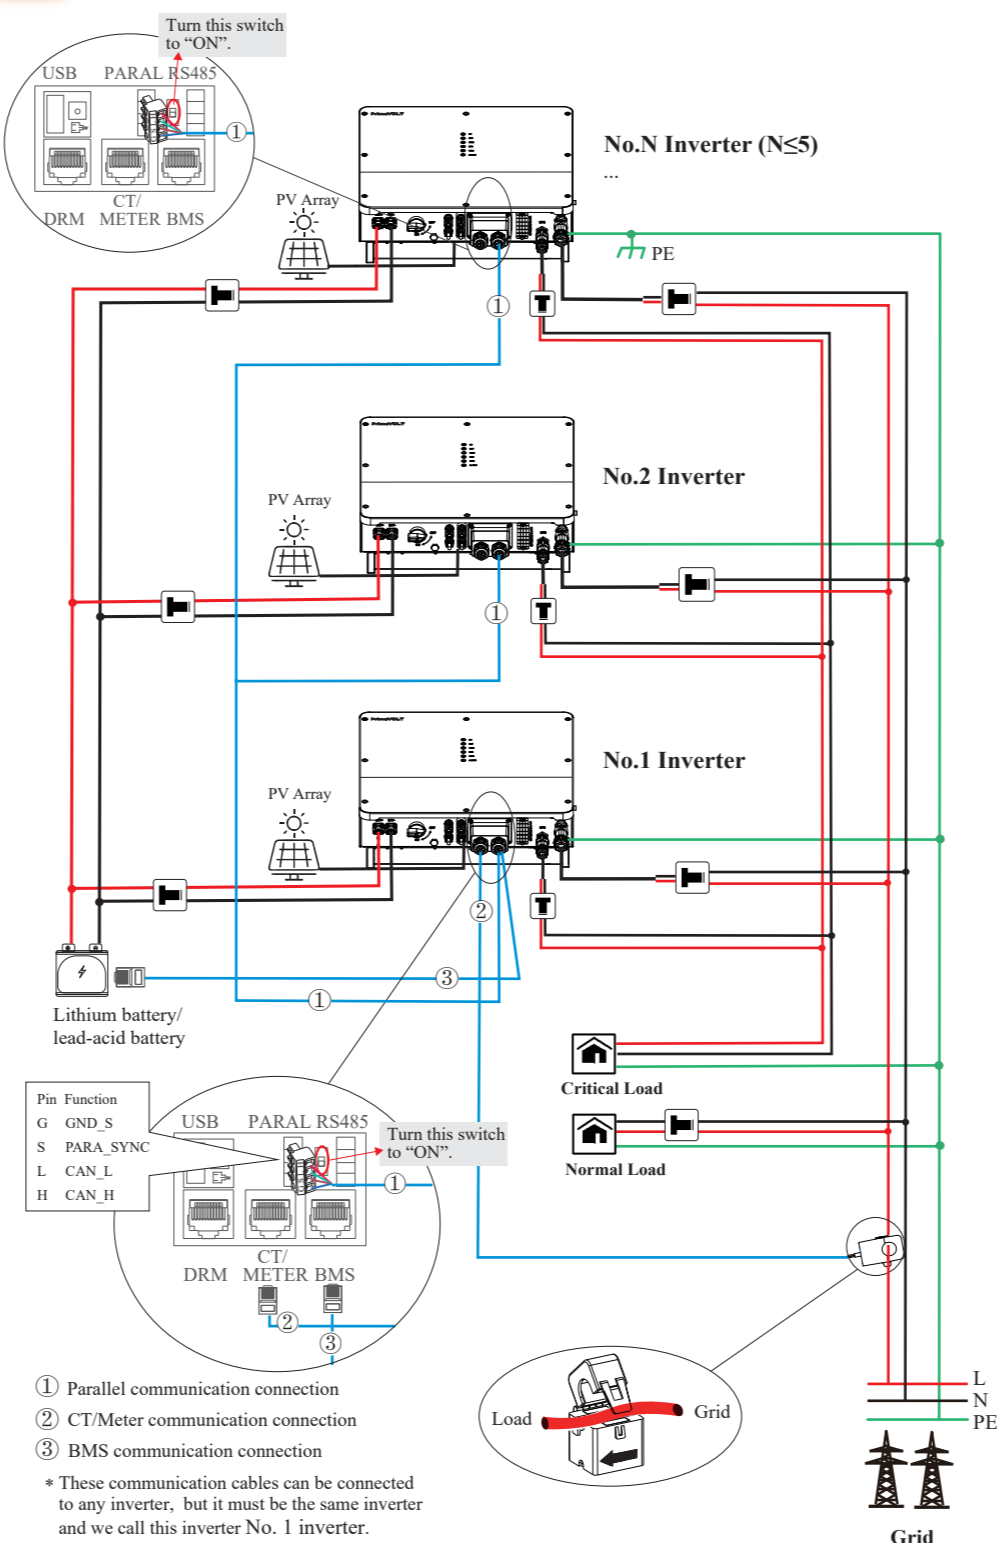 Turn this switch
to “ON”.
USB
PARAL RS485
①
DRM
CT/
METER
BMS
No.N Inverter (N≤5)
...
PV Array
PE
①
No.2 Inverter
PV Array
①
No.1 Inverter
PV Array
②
③
①
Lithium battery/
lead-acid battery
Critical Load
Normal Load
Pin Function
G GND_S
S PARA_SYNC
L CAN_L
H CAN_H
USB
PARAL RS485
Turn this switch
to “ON”.
①
DRM
CT/
METER
BMS
②
③
① Parallel communication connection
② CT/Meter communication connection
③ BMS communication connection
* These communication cables can be connected
to any inverter, but it must be the same inverter
and we call this inverter No. 1 inverter.
Load
Grid
L
N
PE
Grid